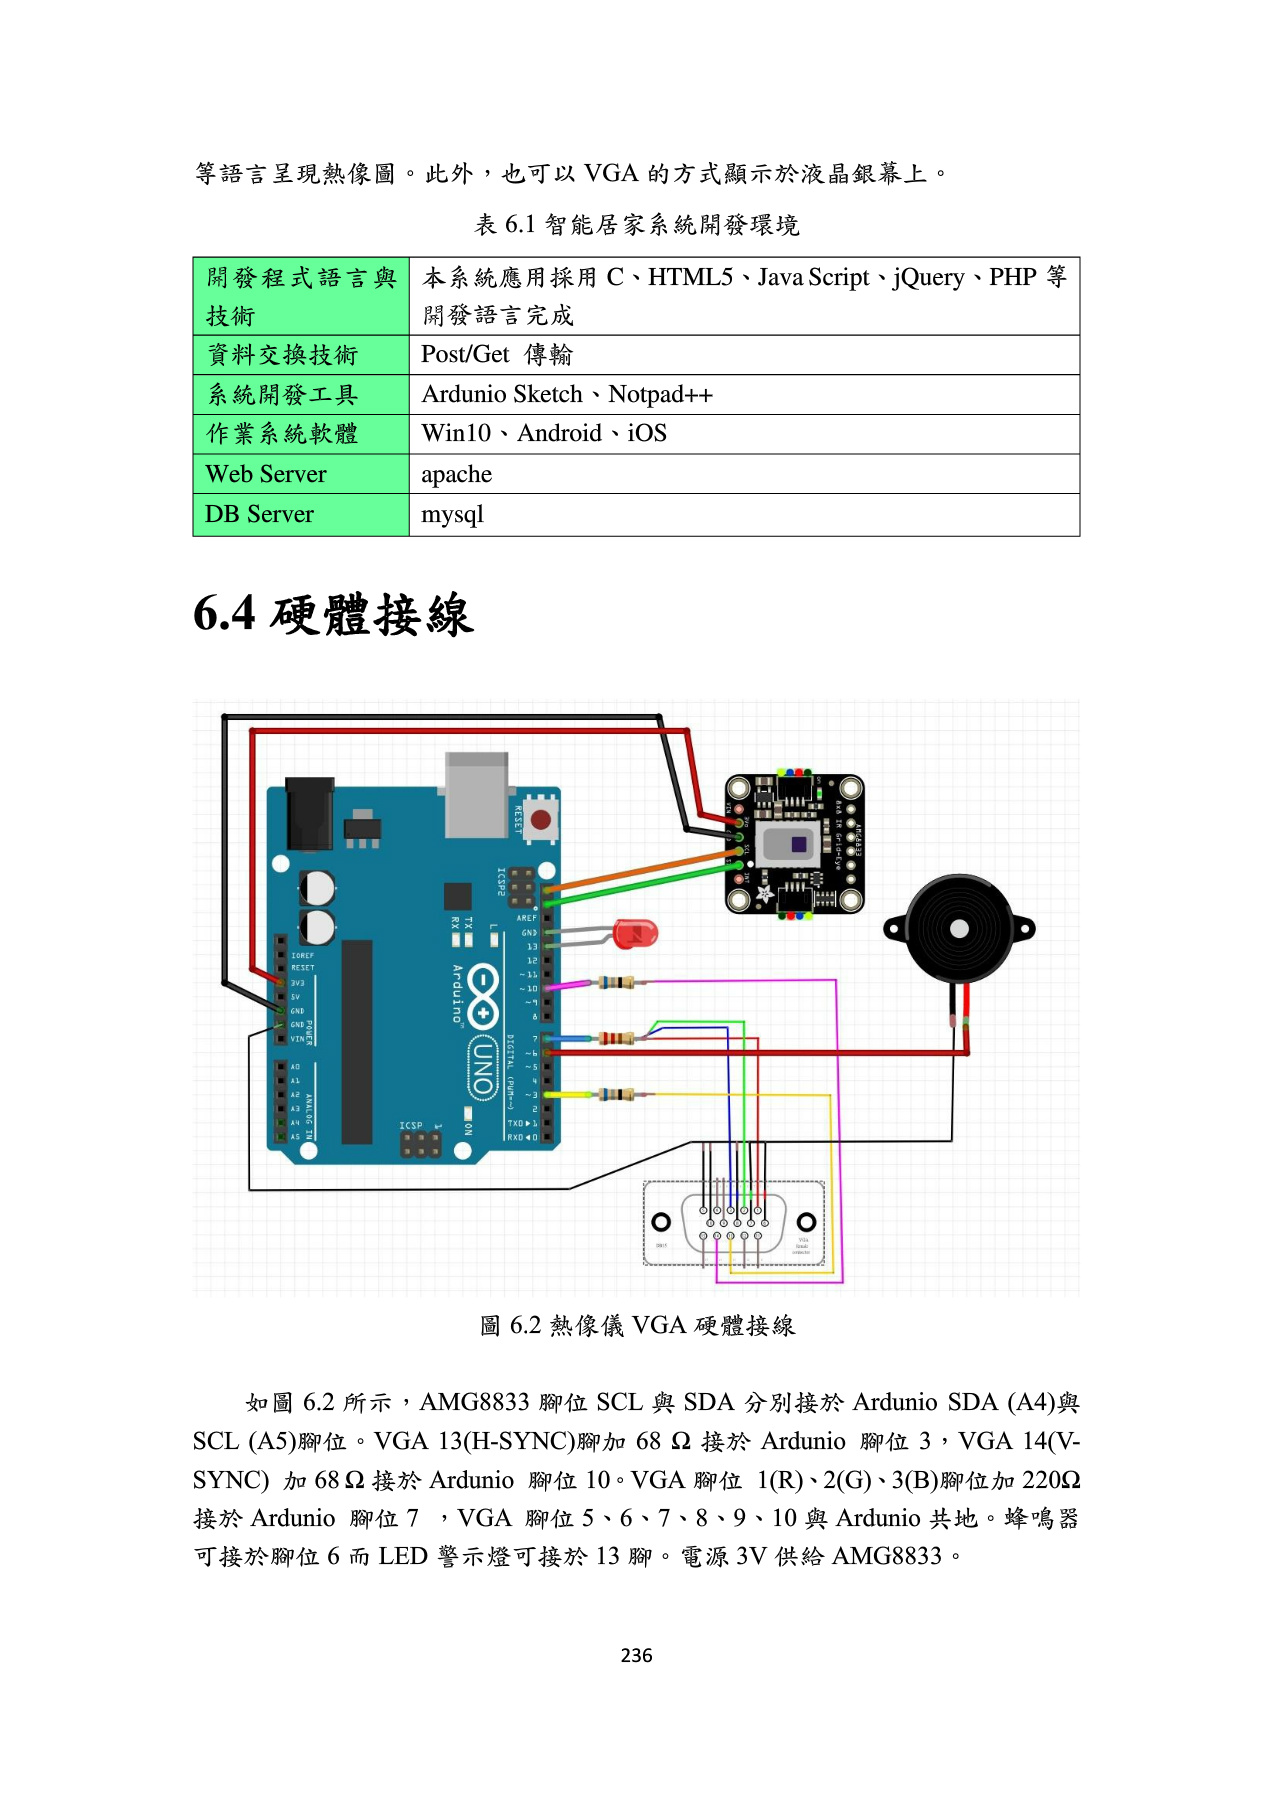 等語言呈現熱像圖。此外，也可以 VGA 的方式顯示於液晶銀幕上。
表 6.1 智能居家系統開發環境
開發程式語言與技術
本系統應用採用 C、HTML5、Java Script、jQuery、PHP 等
開發語言完成
資料交換技術
Post/Get 傳輸
系統開發工具
Ardunio Sketch、Notpad++
作業系統軟體
Win10、Android、iOS
Web Server
apache
DB Server
mysql
6.4 硬體接線
RESET
ICSP2
AREF
GND
13
12
~11
~10
~9
8
7
~6
~5
4
~3
2
TX0▶1
RX0◀0
DIGITAL (PWM=~)
L
TX
RX
Arduino
UNO
ON
ICSP
1
IOREF
RESET
3V3
5V
GND
GND
VIN
POWER
A0
A1
A2
A3
A4
A5
ANALOG IN
AMG8833
8x8 IR Grid-Eye
VIN
3Vo
SCL
INT
DB15
VGA
female
connector
圖 6.2 熱像儀 VGA 硬體接線
如圖 6.2 所示，AMG8833 腳位 SCL 與 SDA 分別接於 Ardunio SDA (A4)與
SCL (A5)腳位。VGA 13(H-SYNC)腳加 68 Ω 接於 Ardunio 腳位 3，VGA 14(V-
SYNC) 加 68 Ω 接於 Ardunio 腳位 10。VGA 腳位 1(R)、2(G)、3(B)腳位加 220Ω
接於 Ardunio 腳位 7 ，VGA 腳位 5、6、7、8、9、10 與 Ardunio 共地。蜂鳴器
可接於腳位 6 而 LED 警示燈可接於 13 腳。電源 3V 供給 AMG8833。
236